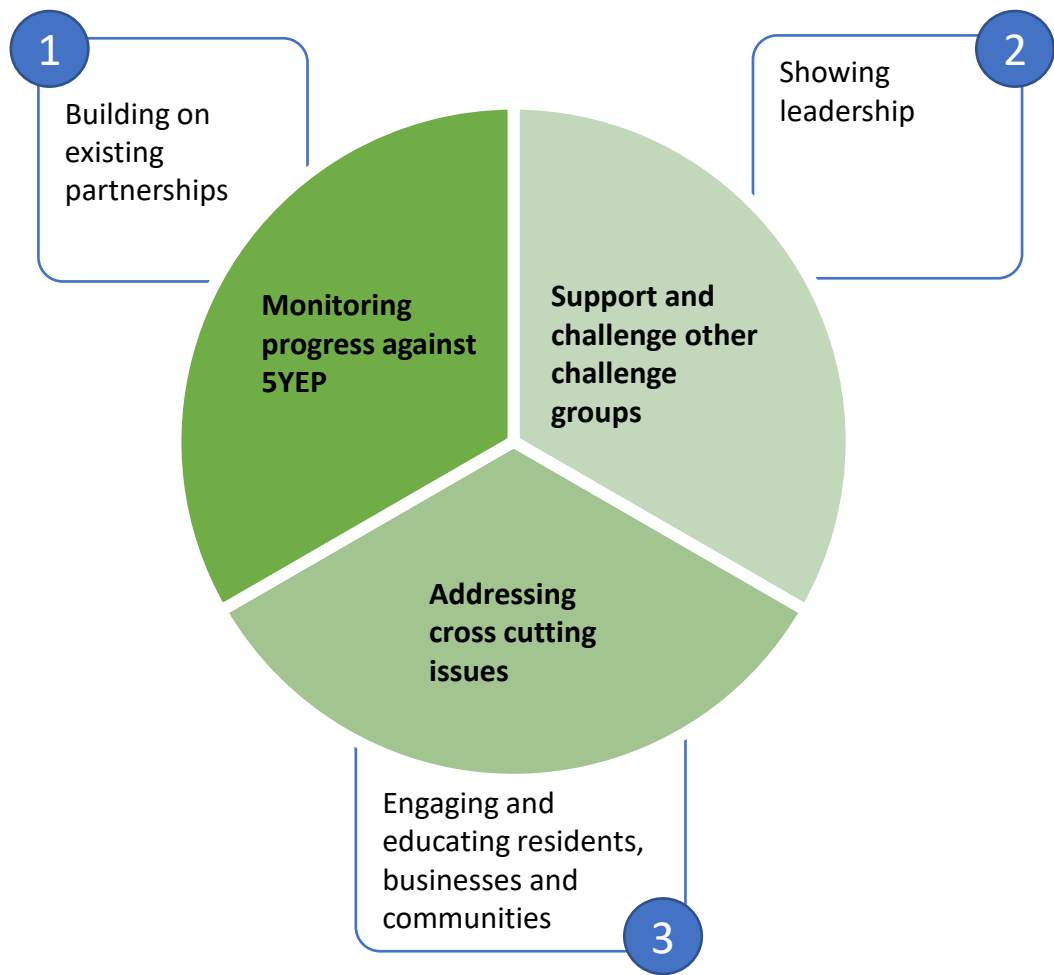 1
Building on
existing
partnerships
2
Showing
leadership
Monitoring
progress against
5YEP
Support and
challenge other
challenge
groups
Addressing
cross cutting
issues
Engaging and
educating residents,
businesses and
communities
3